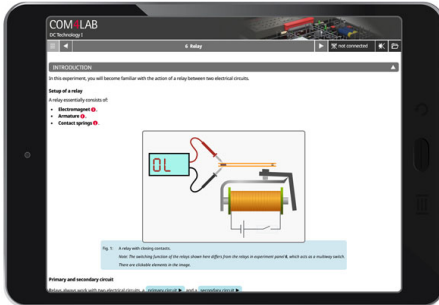 COM4LAB
DC Technology I
6 Relay
not connected
INTRODUCTION
In this experiment, you will become familiar with the action of a relay between two electrical circuits.
Setup of a relay
A relay essentially consists of:
• Electromagnet
• Armature
• Contact springs
OL
Fig. 1: A relay with closing contacts.
Note: The switching function of the relays shown here differs from the relays in experiment panel 6, which acts as a multiway switch.
There are clickable elements in the image.
Primary and secondary circuit
Relays always work with two electrical circuits, a primary circuit ▶ and a secondary circuit ▶